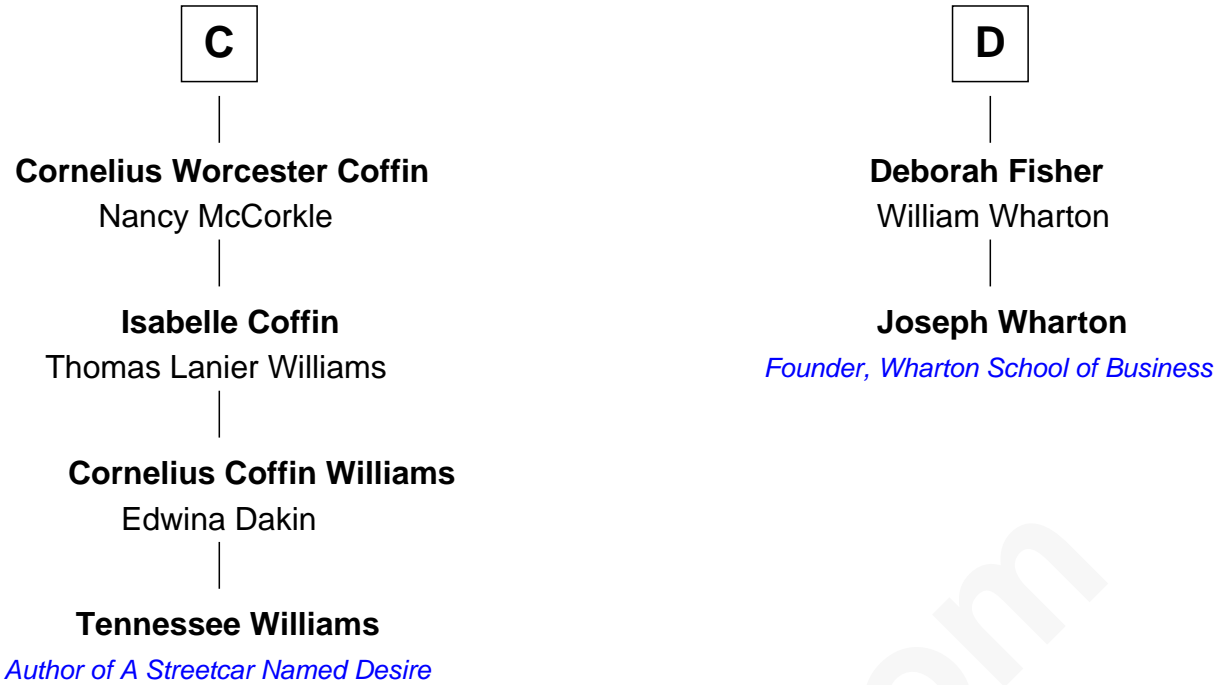 C
Cornelius Worcester Coffin
Nancy McCorkle
Isabelle Coffin
Thomas Lanier Williams
Cornelius Coffin Williams
Edwina Dakin
Tennessee Williams
Author of A Streetcar Named Desire
D
Deborah Fisher
William Wharton
Joseph Wharton
Founder, Wharton School of Business
om